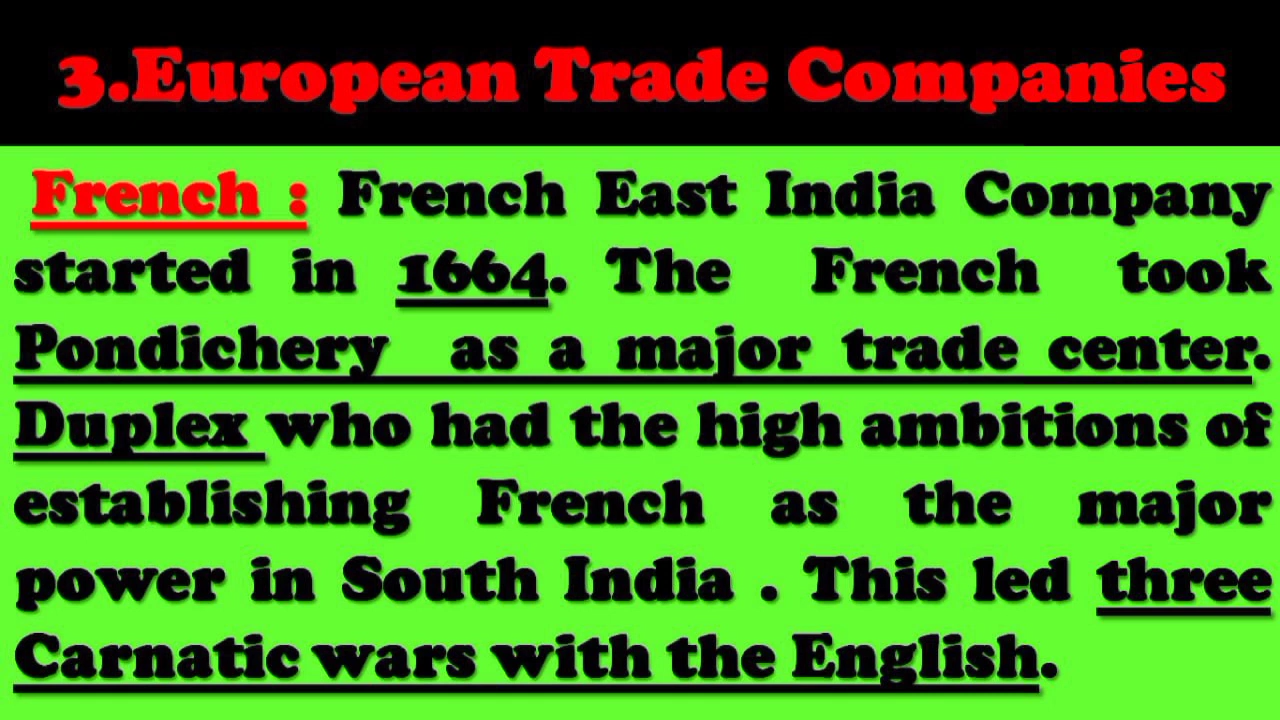 3.European Trade Companies
French : French East India Company
started in 1664. The French took
Pondichery as a major trade center.
Duplex who had the high ambitions of
establishing French as the major
power in South India . This led three
Carnatic wars with the English.